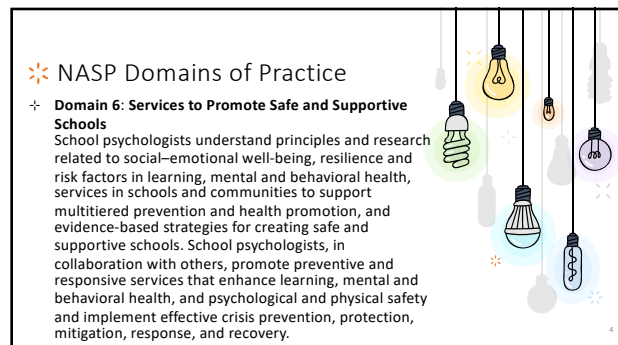 NASP Domains of Practice
Domain 6: Services to Promote Safe and Supportive
Schools
School psychologists understand principles and research
related to social–emotional well-being, resilience and
risk factors in learning, mental and behavioral health,
services in schools and communities to support
multitiered prevention and health promotion, and
evidence-based strategies for creating safe and
supportive schools. School psychologists, in
collaboration with others, promote preventive and
responsive services that enhance learning, mental and
behavioral health, and psychological and physical safety
and implement effective crisis prevention, protection,
mitigation, response, and recovery.
4